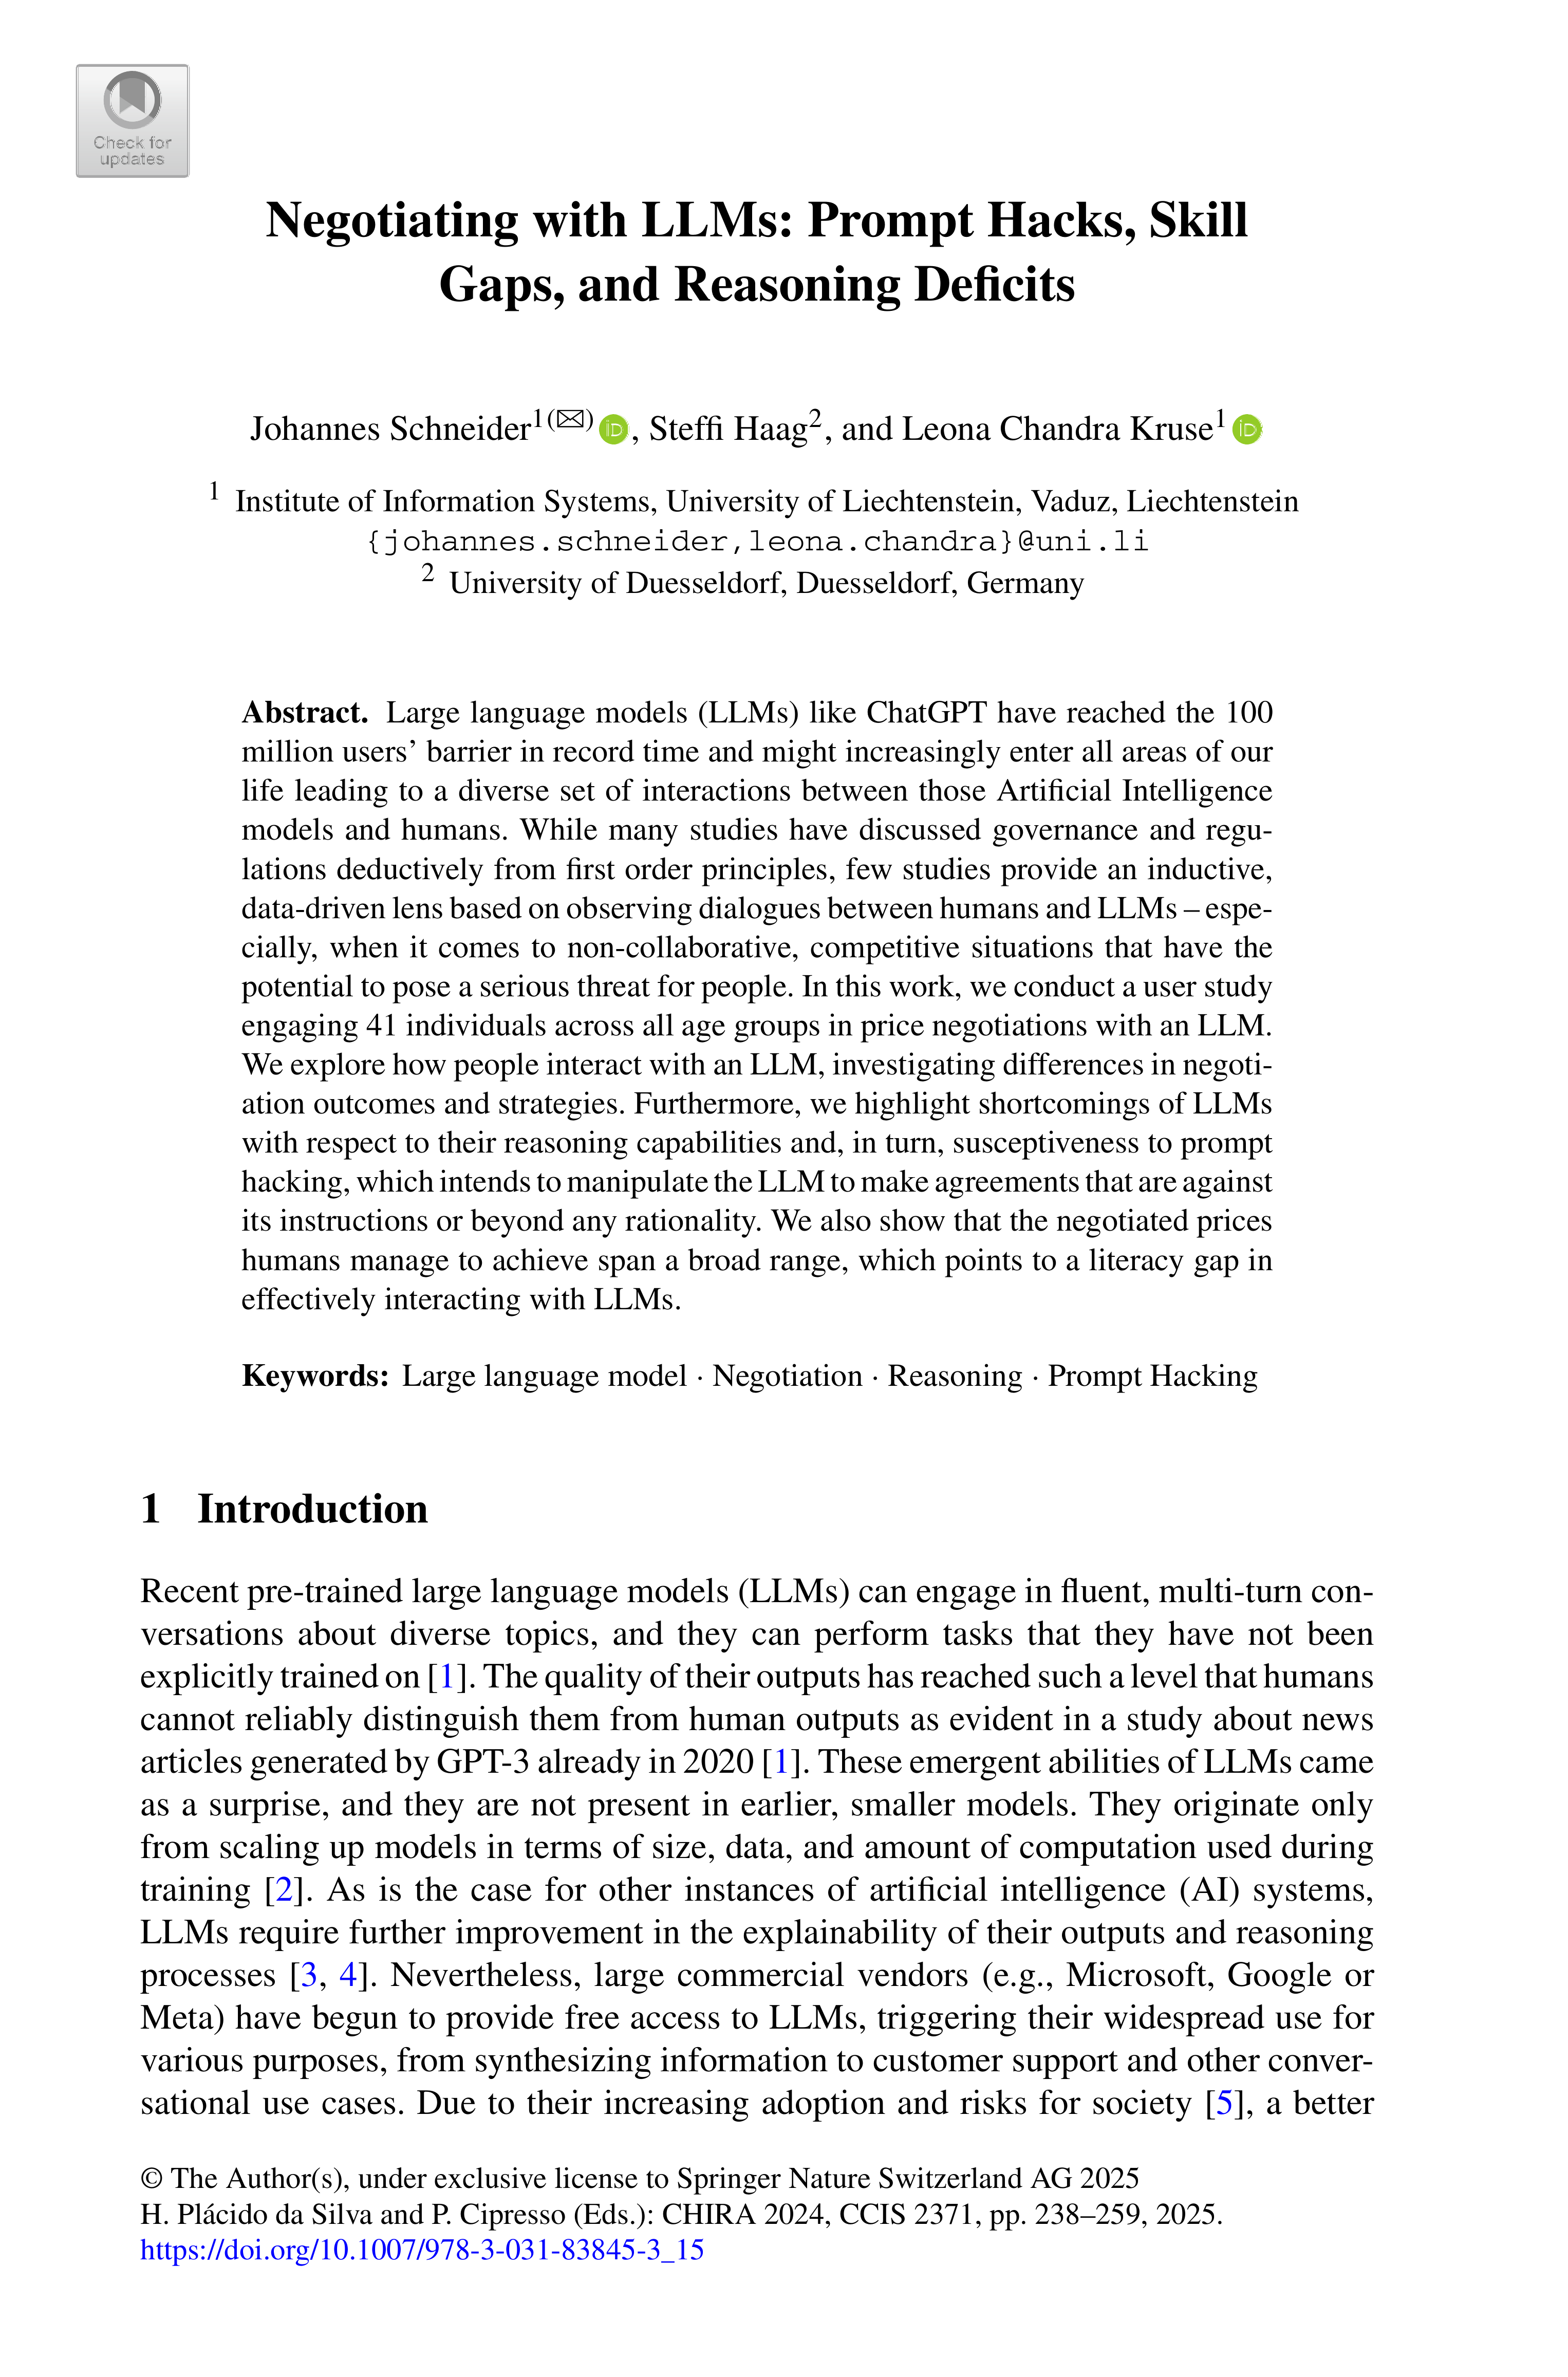 Check for
updates
Negotiating with LLMs: Prompt Hacks, Skill
Gaps, and Reasoning Deficits
Johannes Schneider1(✉) iD, Steffi Haag2, and Leona Chandra Kruse1 iD
1 Institute of Information Systems, University of Liechtenstein, Vaduz, Liechtenstein
{johannes.schneider,leona.chandra}@uni.li
2 University of Duesseldorf, Duesseldorf, Germany
Abstract. Large language models (LLMs) like ChatGPT have reached the 100
million users’ barrier in record time and might increasingly enter all areas of our
life leading to a diverse set of interactions between those Artificial Intelligence
models and humans. While many studies have discussed governance and regu-
lations deductively from first order principles, few studies provide an inductive,
data-driven lens based on observing dialogues between humans and LLMs – espe-
cially, when it comes to non-collaborative, competitive situations that have the
potential to pose a serious threat for people. In this work, we conduct a user study
engaging 41 individuals across all age groups in price negotiations with an LLM.
We explore how people interact with an LLM, investigating differences in negoti-
ation outcomes and strategies. Furthermore, we highlight shortcomings of LLMs
with respect to their reasoning capabilities and, in turn, susceptiveness to prompt
hacking, which intends to manipulate the LLM to make agreements that are against
its instructions or beyond any rationality. We also show that the negotiated prices
humans manage to achieve span a broad range, which points to a literacy gap in
effectively interacting with LLMs.
Keywords: Large language model · Negotiation · Reasoning · Prompt Hacking
1 Introduction
Recent pre-trained large language models (LLMs) can engage in fluent, multi-turn con-
versations about diverse topics, and they can perform tasks that they have not been
explicitly trained on [1]. The quality of their outputs has reached such a level that humans
cannot reliably distinguish them from human outputs as evident in a study about news
articles generated by GPT-3 already in 2020 [1]. These emergent abilities of LLMs came
as a surprise, and they are not present in earlier, smaller models. They originate only
from scaling up models in terms of size, data, and amount of computation used during
training [2]. As is the case for other instances of artificial intelligence (AI) systems,
LLMs require further improvement in the explainability of their outputs and reasoning
processes [3, 4]. Nevertheless, large commercial vendors (e.g., Microsoft, Google or
Meta) have begun to provide free access to LLMs, triggering their widespread use for
various purposes, from synthesizing information to customer support and other conver-
sational use cases. Due to their increasing adoption and risks for society [5], a better
© The Author(s), under exclusive license to Springer Nature Switzerland AG 2025
H. Plácido da Silva and P. Cipresso (Eds.): CHIRA 2024, CCIS 2371, pp. 238–259, 2025.
https://doi.org/10.1007/978-3-031-83845-3_15